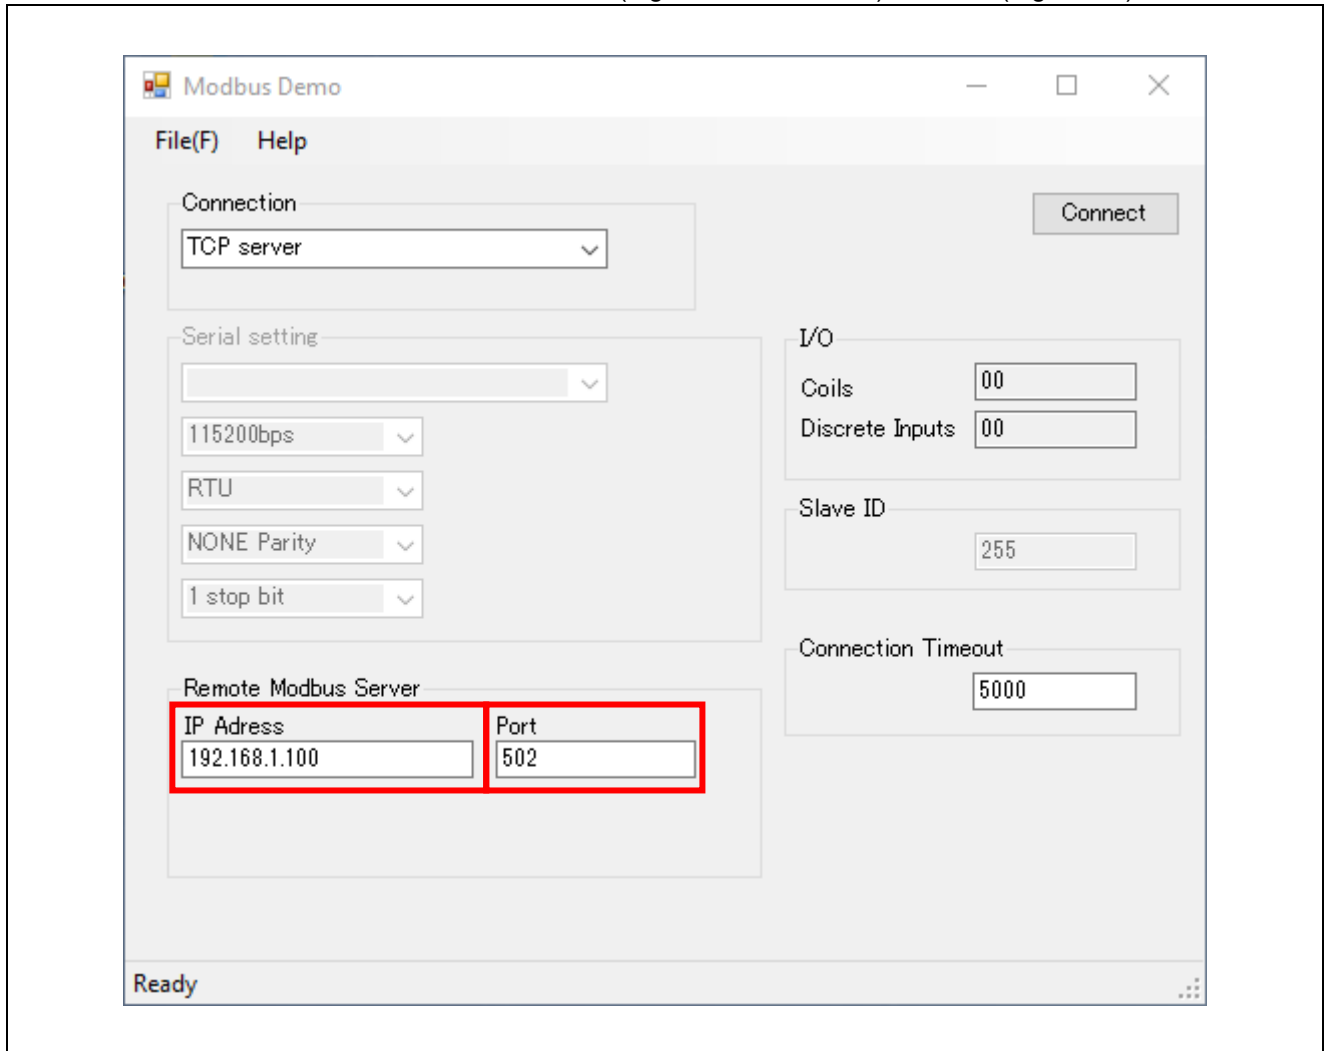 Modbus Demo
File(F) Help
Connection
TCP server
Connect
Serial setting
115200bps
RTU
NONE Parity
1 stop bit
I/O
Coils 00
Discrete Inputs 00
Slave ID
255
Connection Timeout
5000
Remote Modbus Server
IP Adress Port
192.168.1.100 502
Ready